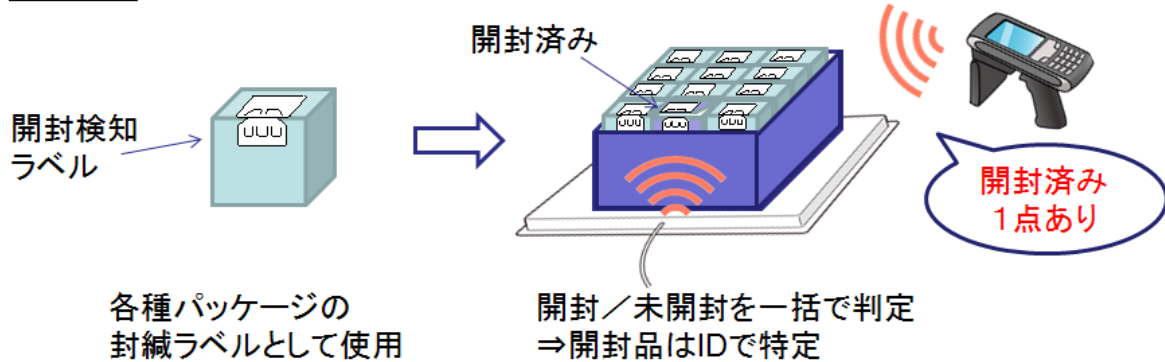 開封検知
ラベル
開封済み
開封済み
1点あり
各種パッケージの
封緘ラベルとして使用
開封／未開封を一括で判定
⇒開封品はIDで特定